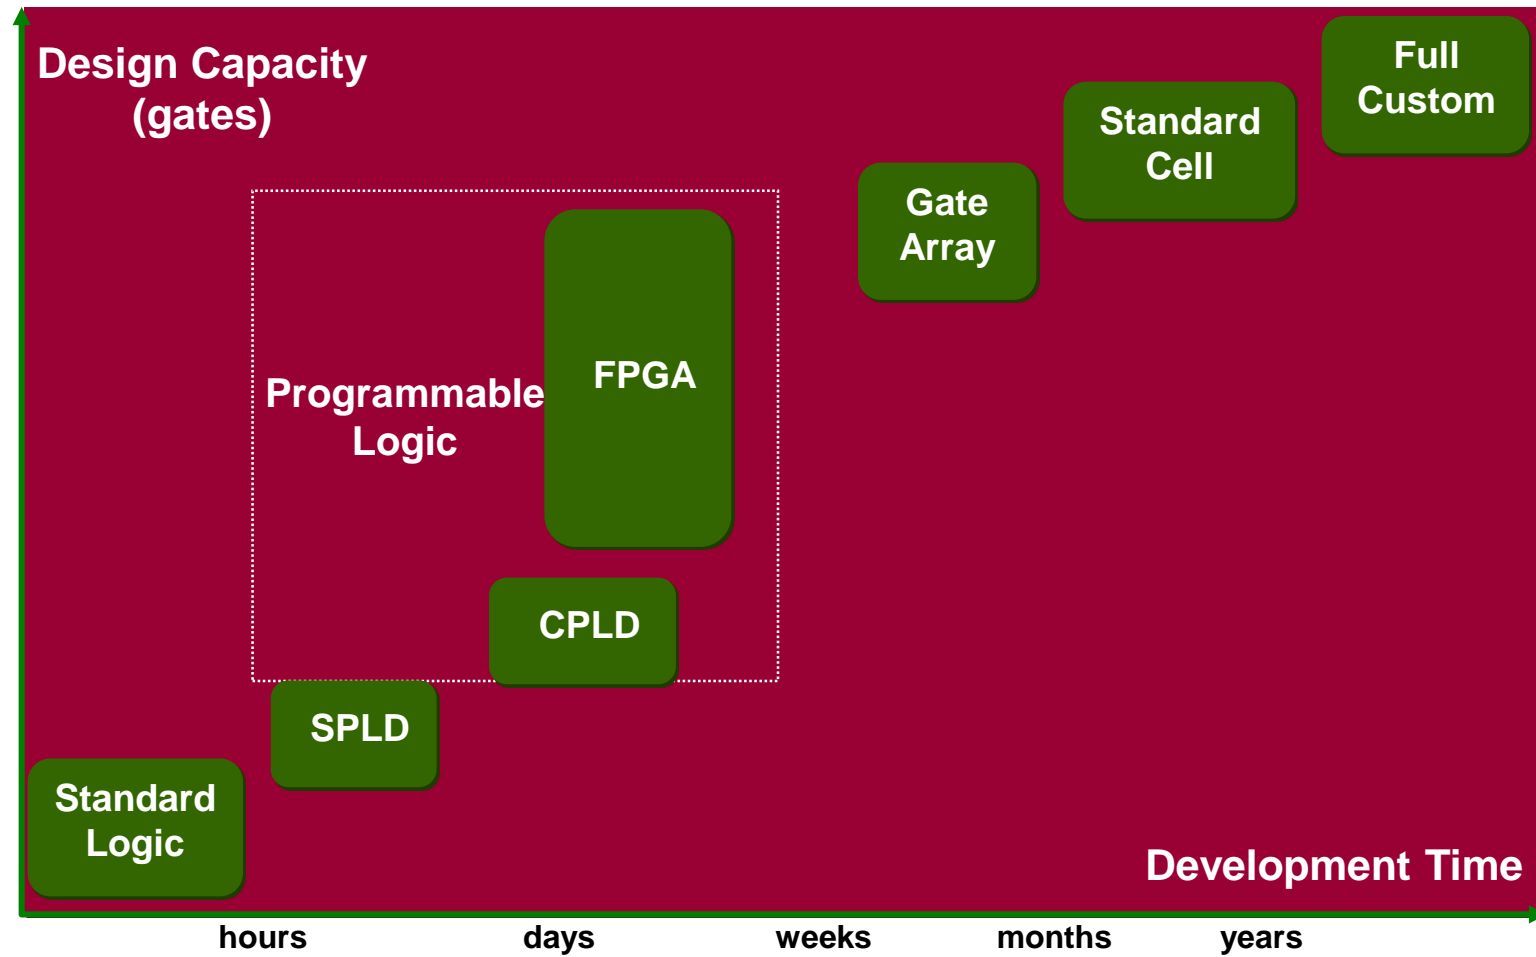 Design Capacity
(gates)
Full
Custom
Standard
Cell
Gate
Array
FPGA
Programmable
Logic
CPLD
SPLD
Standard
Logic
Development Time
hours
days
weeks
months
years